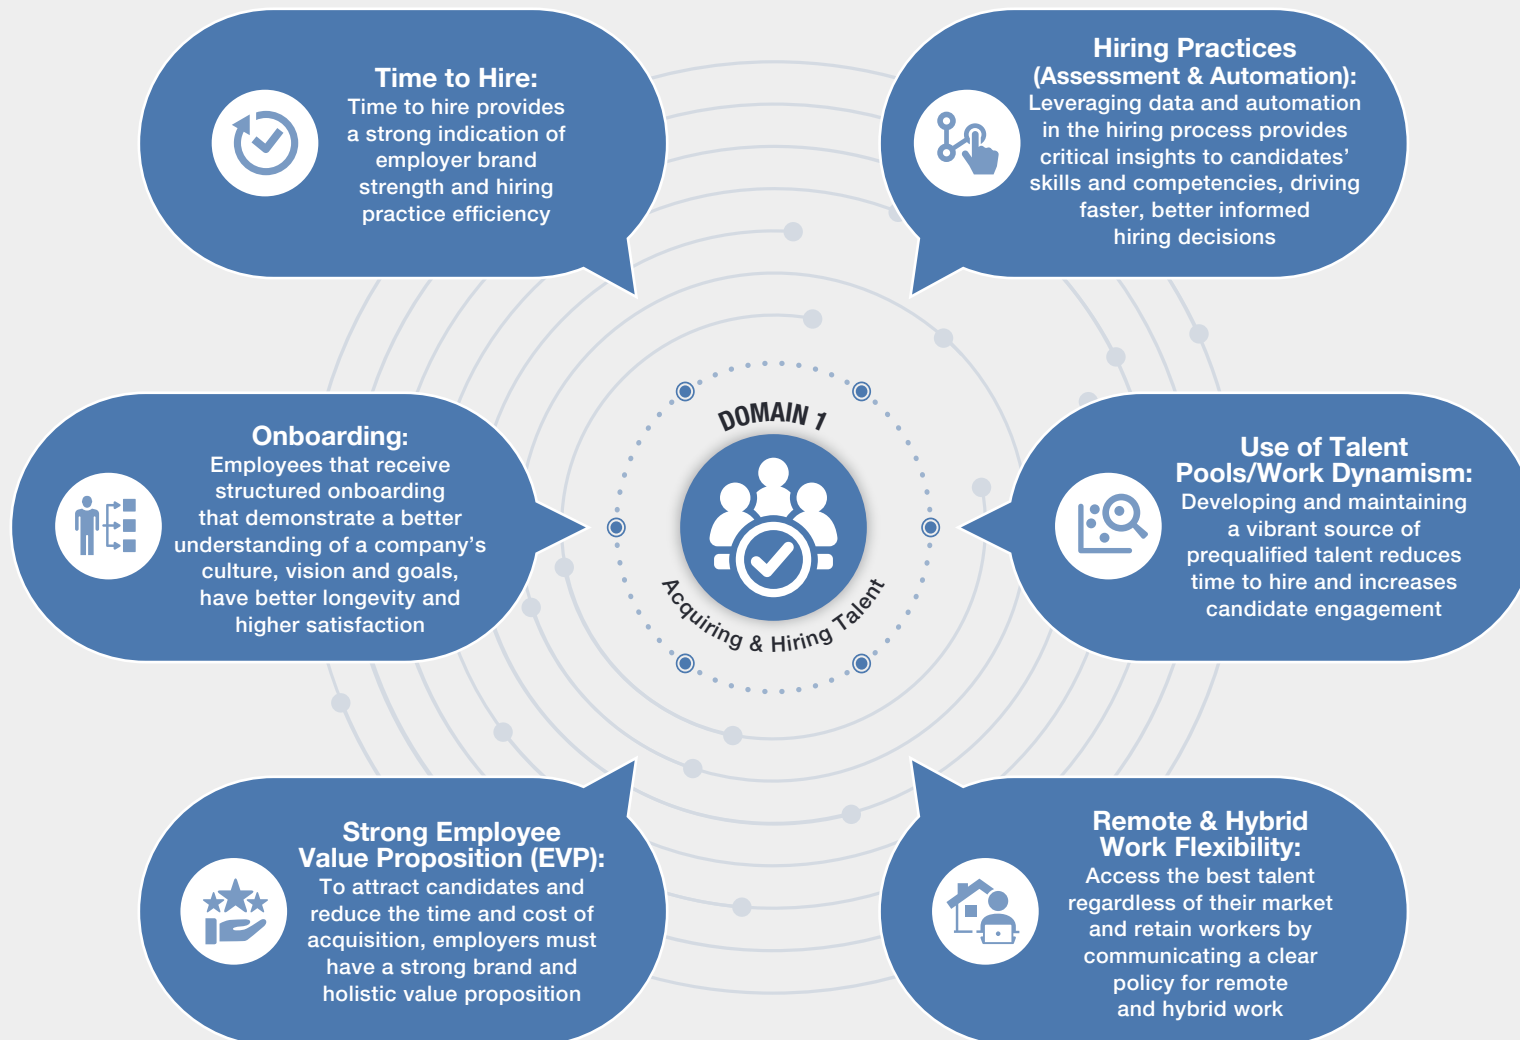 Time to Hire:
Time to hire provides
a strong indication of
employer brand
strength and hiring
practice efficiency
Hiring Practices
(Assessment & Automation):
Leveraging data and automation
in the hiring process provides
critical insights to candidates’
skills and competencies, driving
faster, better informed
hiring decisions
Onboarding:
Employees that receive
structured onboarding
that demonstrate a better
understanding of a company’s
culture, vision and goals,
have better longevity and
higher satisfaction
DOMAIN 1
Acquiring & Hiring Talent
Use of Talent
Pools/Work Dynamism:
Developing and maintaining
a vibrant source of
prequalified talent reduces
time to hire and increases
candidate engagement
Strong Employee
Value Proposition (EVP):
To attract candidates and
reduce the time and cost of
acquisition, employers must
have a strong brand and
holistic value proposition
Remote & Hybrid
Work Flexibility:
Access the best talent
regardless of their market
and retain workers by
communicating a clear
policy for remote
and hybrid work